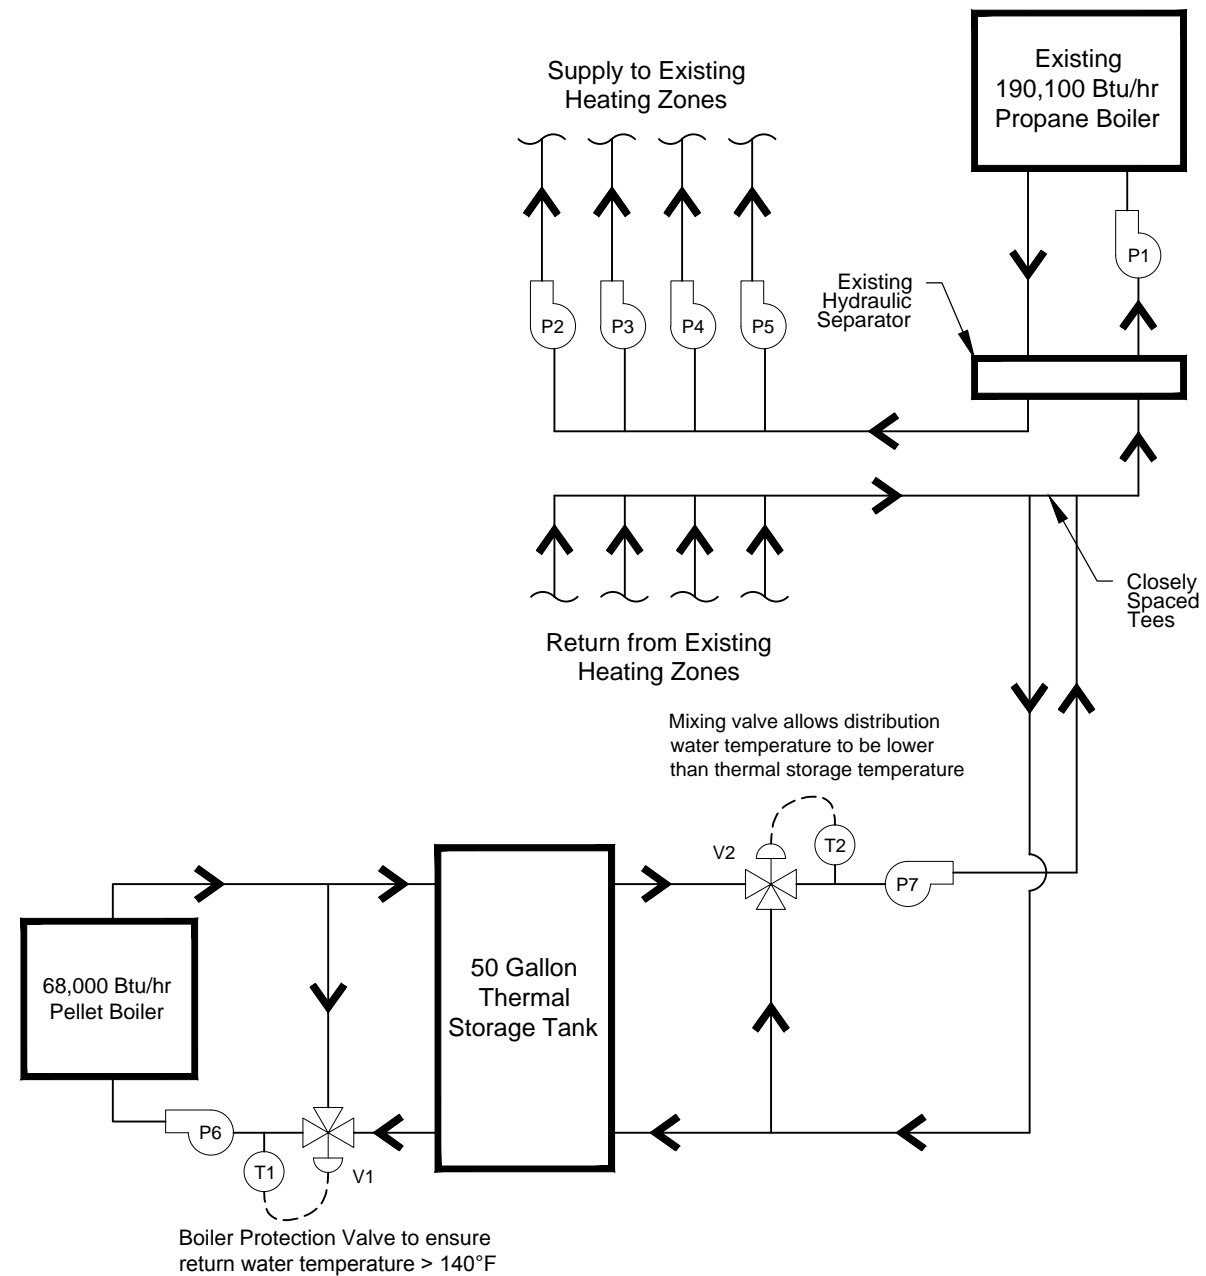 Existing
190,100 Btu/hr
Propane Boiler
Supply to Existing
Heating Zones
P1
Existing
Hydraulic
Separator
P2
P3
P4
P5
Closely
Spaced
Tees
Return from Existing
Heating Zones
Mixing valve allows distribution
water temperature to be lower
than thermal storage temperature
V2
T2
P7
68,000 Btu/hr
Pellet Boiler
50 Gallon
Thermal
Storage Tank
P6
T1
V1
Boiler Protection Valve to ensure
return water temperature > 140°F